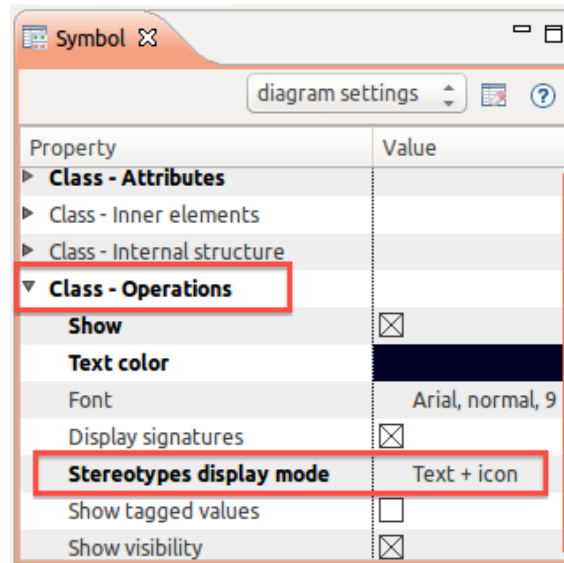 Symbol
diagram settings
Property Value
Class - Attributes
Class - Inner elements
Class - Internal structure
Class - Operations
Show
Text color
Font Arial, normal, 9
Display signatures
Stereotypes display mode Text + icon
Show tagged values
Show visibility